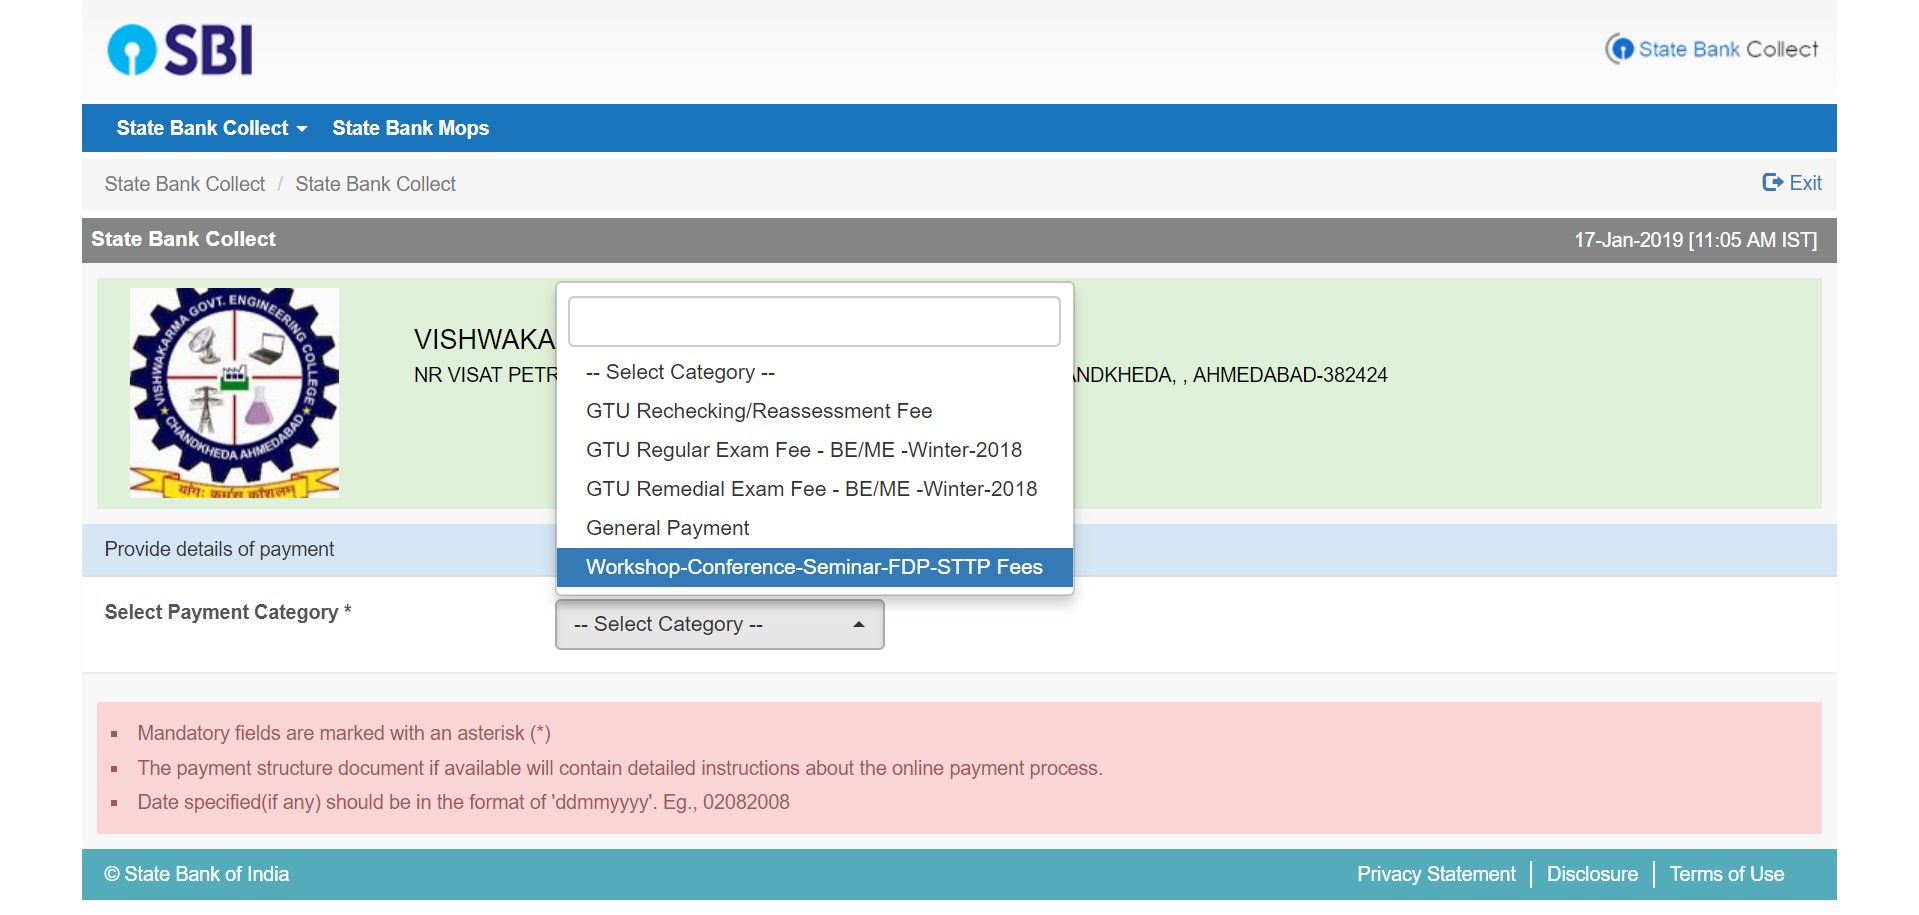 SBI
State Bank Collect
State Bank Collect State Bank Mops
State Bank Collect / State Bank Collect
Exit
State Bank Collect
17-Jan-2019 [11:05 AM IST]
VISHWAKARMA GOVT. ENGINEERING COLLEGE
CHANDKHEDA AHMEDABAD
VISHWAKA
NR VISAT PETR
NDKHEDA, , AHMEDABAD-382424
-- Select Category --
GTU Rechecking/Reassessment Fee
GTU Regular Exam Fee - BE/ME -Winter-2018
GTU Remedial Exam Fee - BE/ME -Winter-2018
General Payment
Workshop-Conference-Seminar-FDP-STTP Fees
Provide details of payment
Select Payment Category *
-- Select Category --
Mandatory fields are marked with an asterisk (*)
The payment structure document if available will contain detailed instructions about the online payment process.
Date specified(if any) should be in the format of 'ddmmyyyy'. Eg., 02082008
© State Bank of India
Privacy Statement
Disclosure
Terms of Use